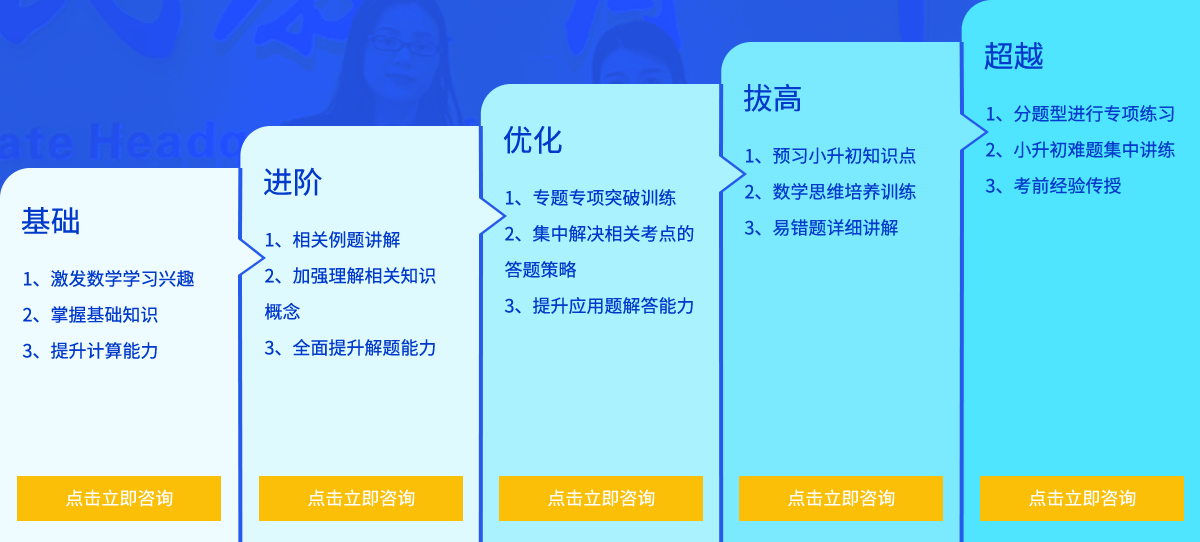 ate Head
基础
1、激发数学学习兴趣
2、掌握基础知识
3、提升计算能力
点击立即咨询
进阶
1、相关例题讲解
2、加强理解相关知识
概念
3、全面提升解题能力
点击立即咨询
优化
1、专题专项突破训练
2、集中解决相关考点的
答题策略
3、提升应用题解答能力
点击立即咨询
拔高
1、预习小升初知识点
2、数学思维培养训练
3、易错题详细讲解
点击立即咨询
超越
1、分题型进行专项练习
2、小升初难题集中讲练
3、考前经验传授
点击立即咨询